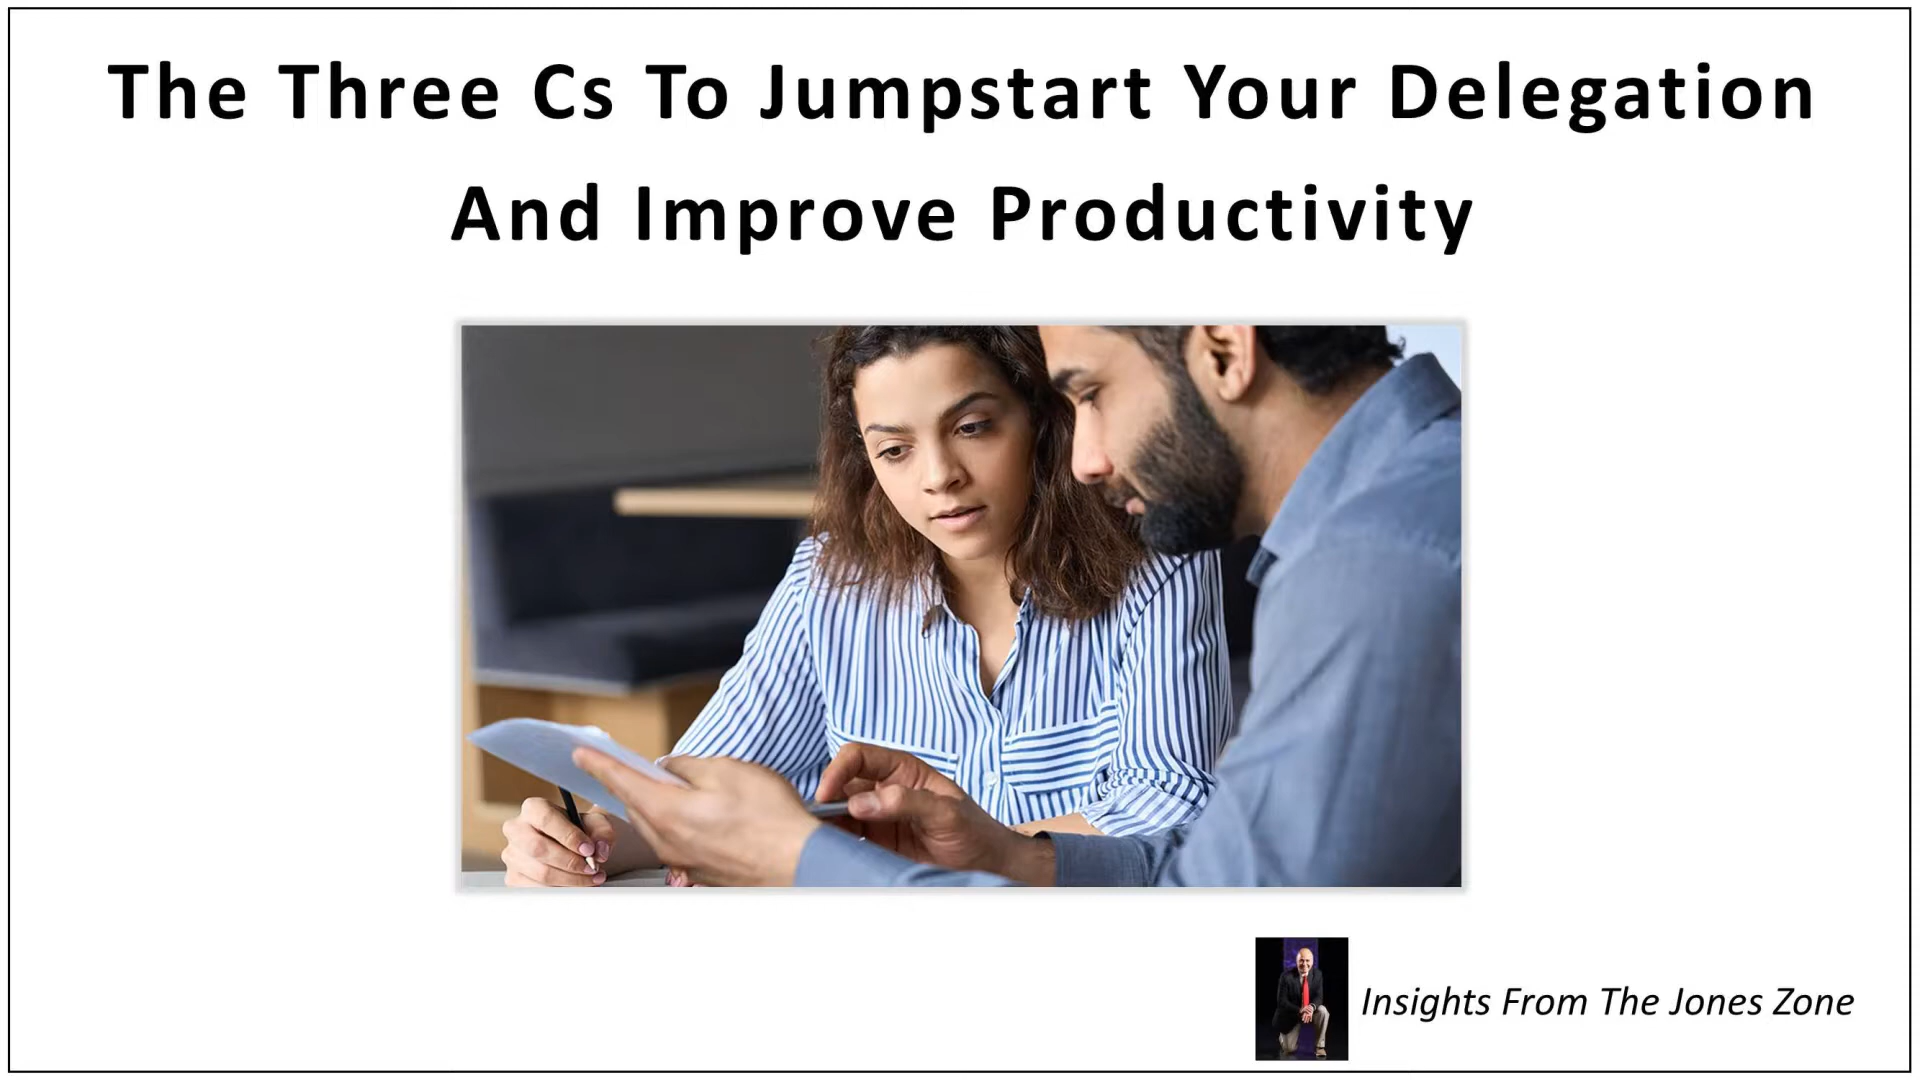 The Three Cs To Jumpstart Your Delegation
And Improve Productivity
Insights From The Jones Zone